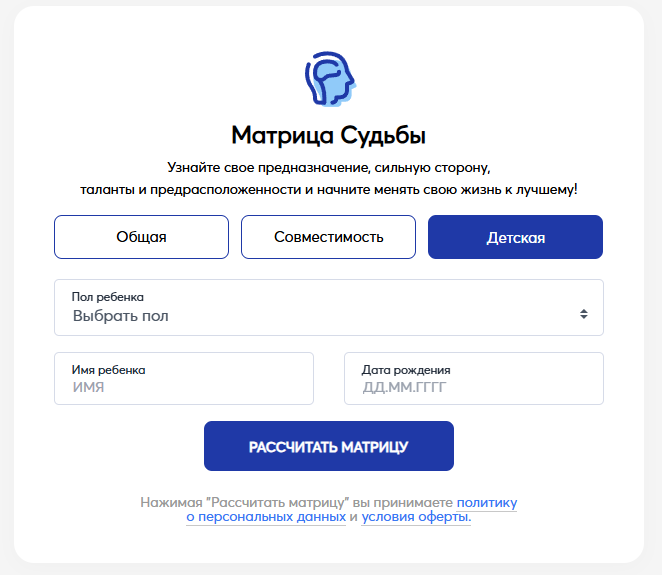 Матрица Судьбы
Узнайте свое предназначение, сильную сторону,
таланты и предрасположенности и начните менять свою жизнь к лучшему!
Общая
Совместимость
Детская
Пол ребенка
Выбрать пол
Имя ребенка
ИМЯ
Дата рождения
ДД.ММ.ГГГГ
РАССЧИТАТЬ МАТРИЦУ
Нажимая "Рассчитать матрицу" вы принимаете политику
о персональных данных и условия оферты.